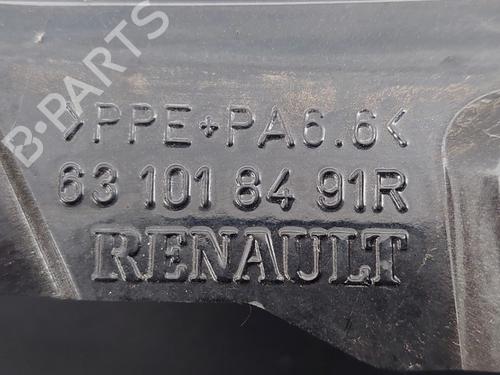 B-PARTS
>PPE+PA6.6<
63 101 84 91R
RENAULT